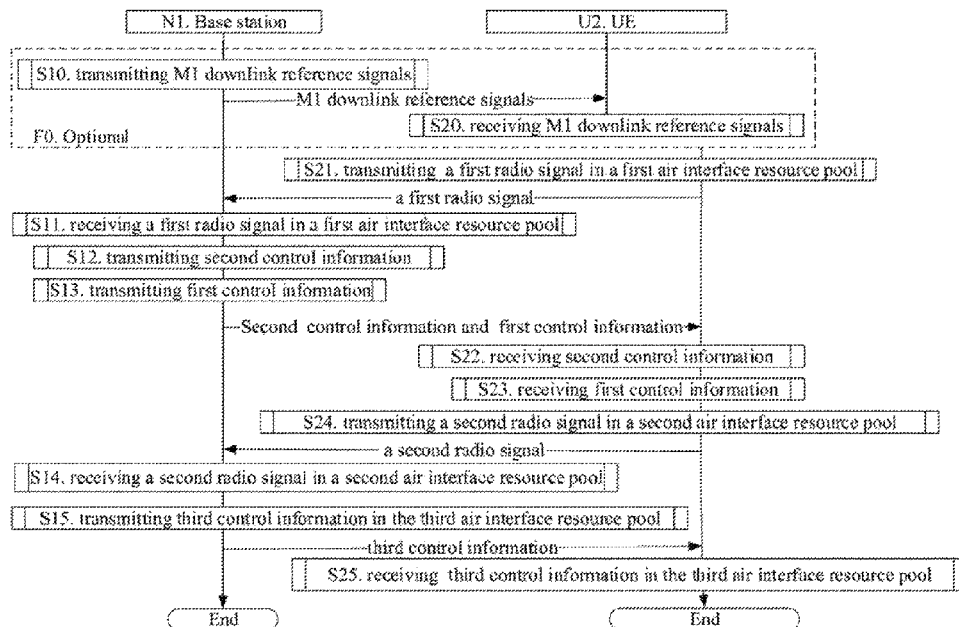 N1. Base station
U2. UE
S10. transmitting M1 downlink reference signals
M1 downlink reference signals
S20. receiving M1 downlink reference signals
F0. Optional
S21. transmitting a first radio signal in a first air interface resource pool
a first radio signal
S11. receiving a first radio signal in a first air interface resource pool
S12. transmitting second control information
S13. transmitting first control information
Second control information and first control information
S22. receiving second control information
S23. receiving first control information
S24. transmitting a second radio signal in a second air interface resource pool
a second radio signal
S14. receiving a second radio signal in a second air interface resource pool
S15. transmitting third control information in the third air interface resource pool
third control information
S25. receiving third control information in the third air interface resource pool
End
End